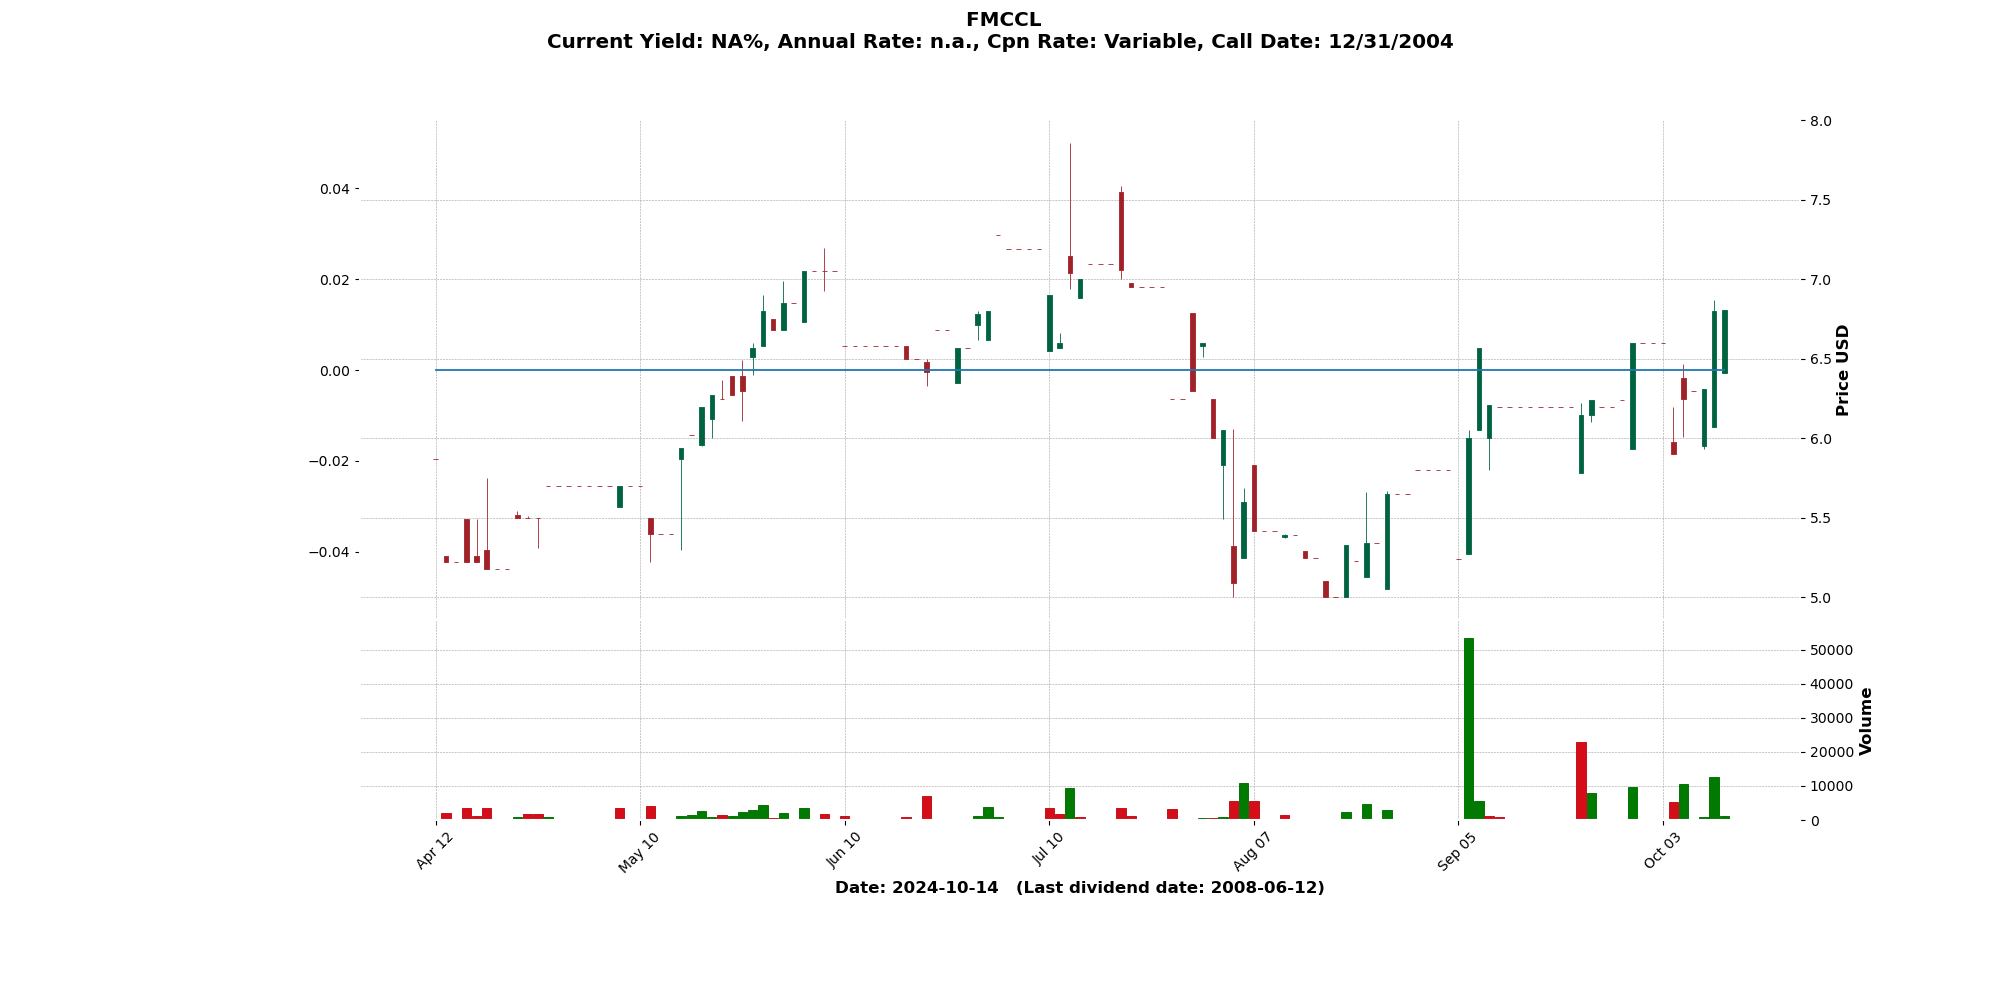 FMCCL
Current Yield: NA%, Annual Rate: n.a., Cpn Rate: Variable, Call Date: 12/31/2004
8.0
0.04
7.5
0.02
7.0
0.00
6.5
Price USD
6.0
−0.02
5.5
−0.04
5.0
50000
40000
30000
20000
10000
0
Volume
Apr 12
May 10
Jun 10
Jul 10
Aug 07
Sep 05
Oct 03
Date: 2024-10-14 (Last dividend date: 2008-06-12)